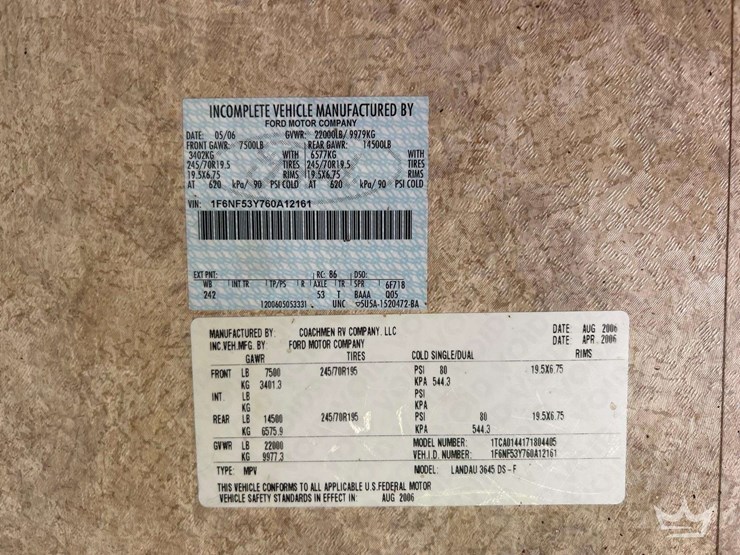 INCOMPLETE VEHICLE MANUFACTURED BY
FORD MOTOR COMPANY
DATE: 05/06 GVWR: 22000LB/ 9979KG
FRONT GAWR: 7500LB REAR GAWR: 14500LB
3402KG WITH 6577KG WITH
245/70R19.5 TIRES 245/70R19.5 TIRES
19.5X6.75 RIMS 19.5X6.75 RIMS
AT 620 kPa/ 90 PSI COLD AT 620 kPa/ 90 PSI COLD
VIN: 1F6NF53Y760A12161
EXT PNT: RC: 86 DSO:
WB INT TR TP/PS R AXLE TR SPR 6F718
242 53 T BAAA Q05
1200605053331 UNC 5U5A-1520472-BA
MANUFACTURED BY: COACHMEN RV COMPANY, LLC DATE: AUG 2006
INC.VEH.MFG. BY: FORD MOTOR COMPANY DATE: APR. 2006
GAWR TIRES COLD SINGLE/DUAL RIMS
FRONT LB 7500 245/70R195 PSI 80 19.5X6.75
KG 3401.3 KPA 544.3
INT. LB PSI
KG KPA
REAR LB 14500 245/70R195 PSI 80 19.5X6.75
KG 6575.9 KPA 544.3
GVWR LB 22000 MODEL NUMBER: 1TCAD144171804405
KG 9977.3 VEH.I.D. NUMBER: 1F6NF53Y760A12161
TYPE: MPV MODEL: LANDAU 3645 DS-F
THIS VEHICLE CONFORMS TO ALL APPLICABLE U.S.FEDERAL MOTOR
VEHICLE SAFETY STANDARDS IN EFFECT IN: AUG 2006